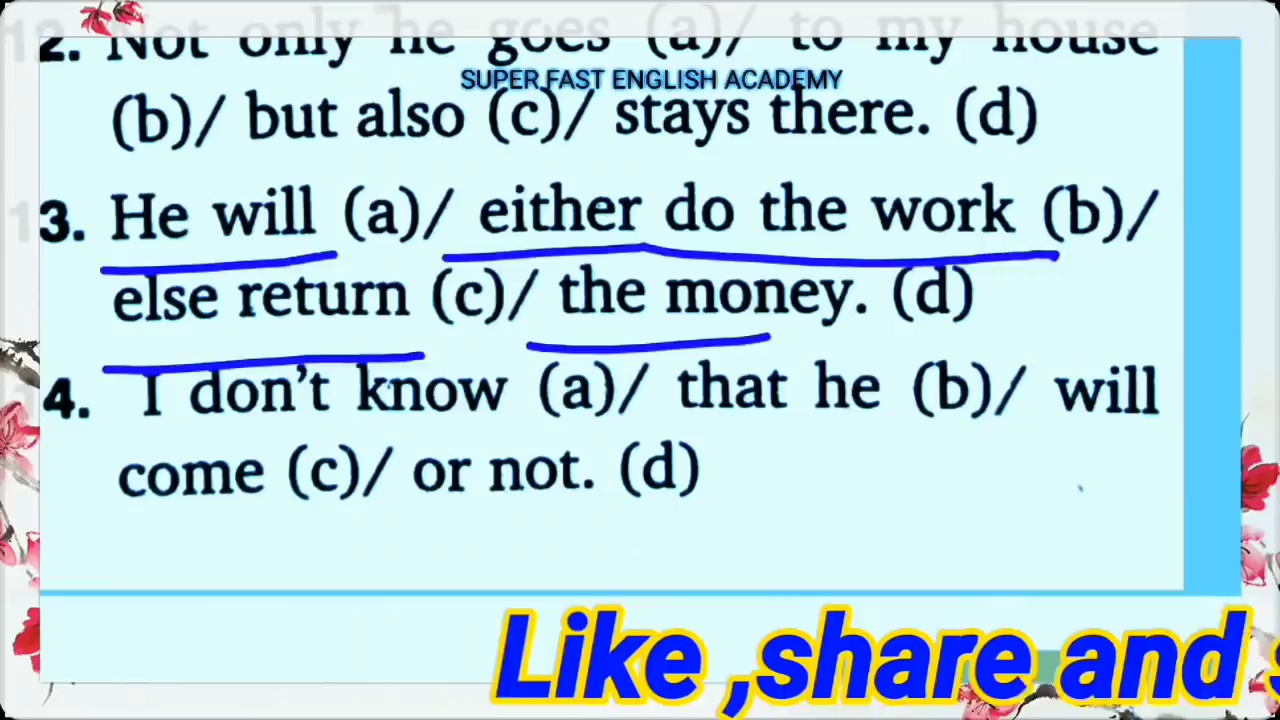 2. Not only he goes (a)/ to my house
SUPER FAST ENGLISH ACADEMY
(b)/ but also (c)/ stays there. (d)
3. He will (a)/ either do the work (b)/
else return (c)/ the money. (d)
4. I don't know (a)/ that he (b)/ will
come (c)/ or not. (d)
Like ,share and s